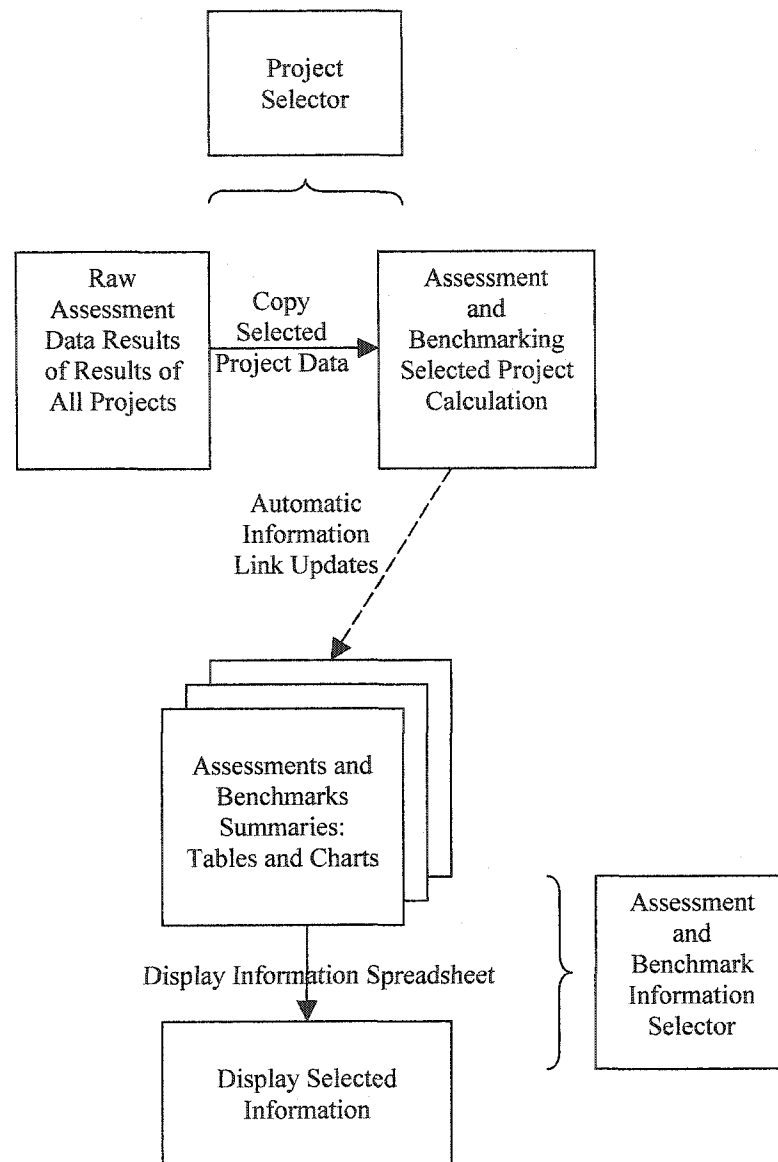 Project
Selector
Raw
Assessment
Data Results
of Results of
All Projects
Copy
Selected
Project Data
Assessment
and
Benchmarking
Selected Project
Calculation
Automatic
Information
Link Updates
Assessments and
Benchmarks
Summaries:
Tables and Charts
Assessment
and
Benchmark
Information
Selector
Display Information Spreadsheet
Display Selected
Information